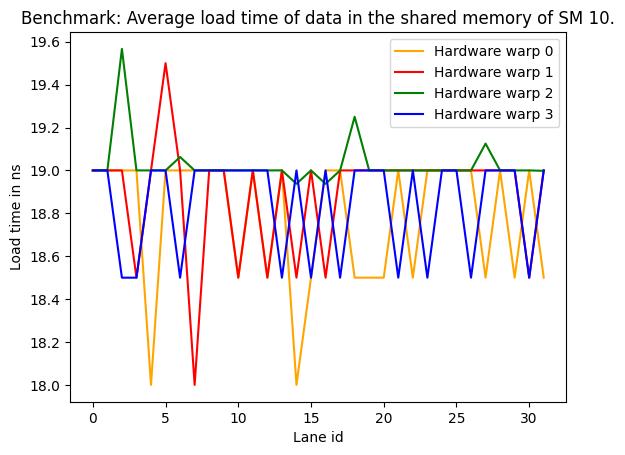 Benchmark: Average load time of data in the shared memory of SM 10.
Hardware warp 0
Hardware warp 1
Hardware warp 2
Hardware warp 3
Load time in ns
19.6
19.4
19.2
19.0
18.8
18.6
18.4
18.2
18.0
0 5 10 15 20 25 30
Lane id